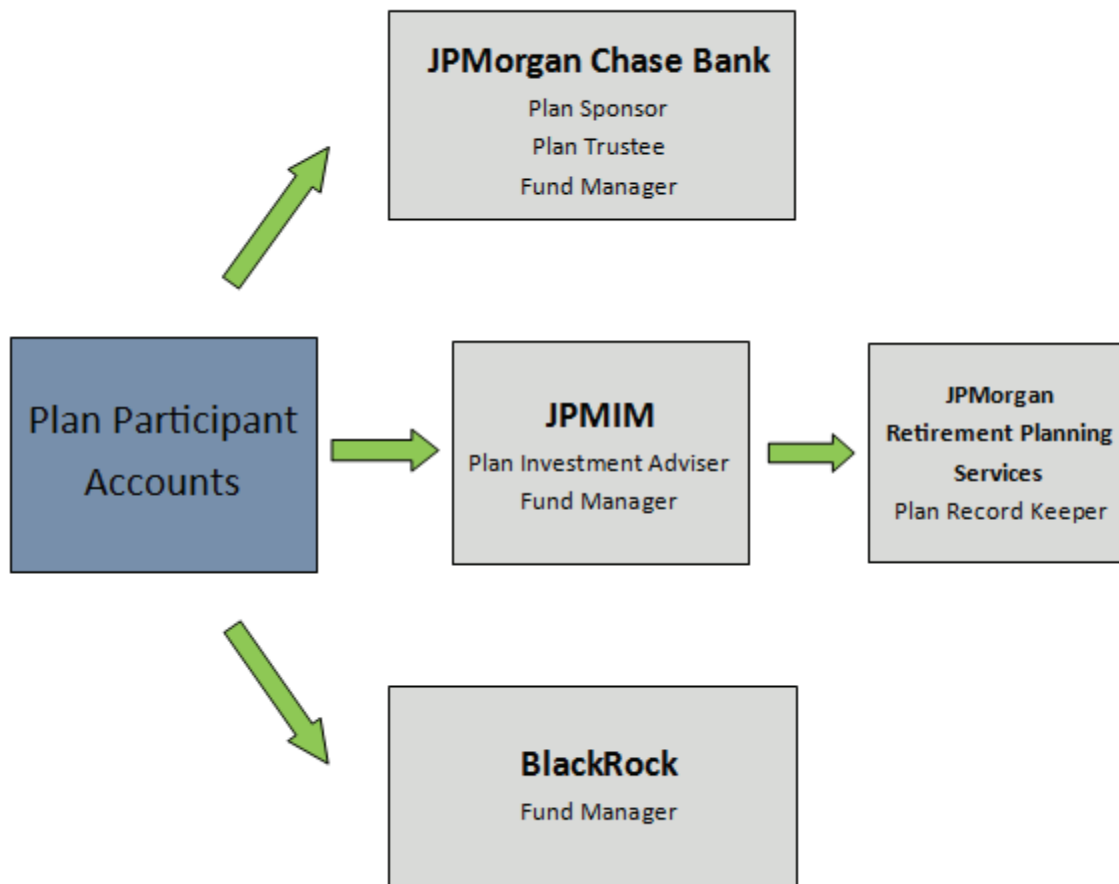 JPMorgan Chase Bank
Plan Sponsor
Plan Trustee
Fund Manager
Plan Participant
Accounts
JPMIM
Plan Investment Adviser
Fund Manager
JPMorgan
Retirement Planning
Services
Plan Record Keeper
BlackRock
Fund Manager